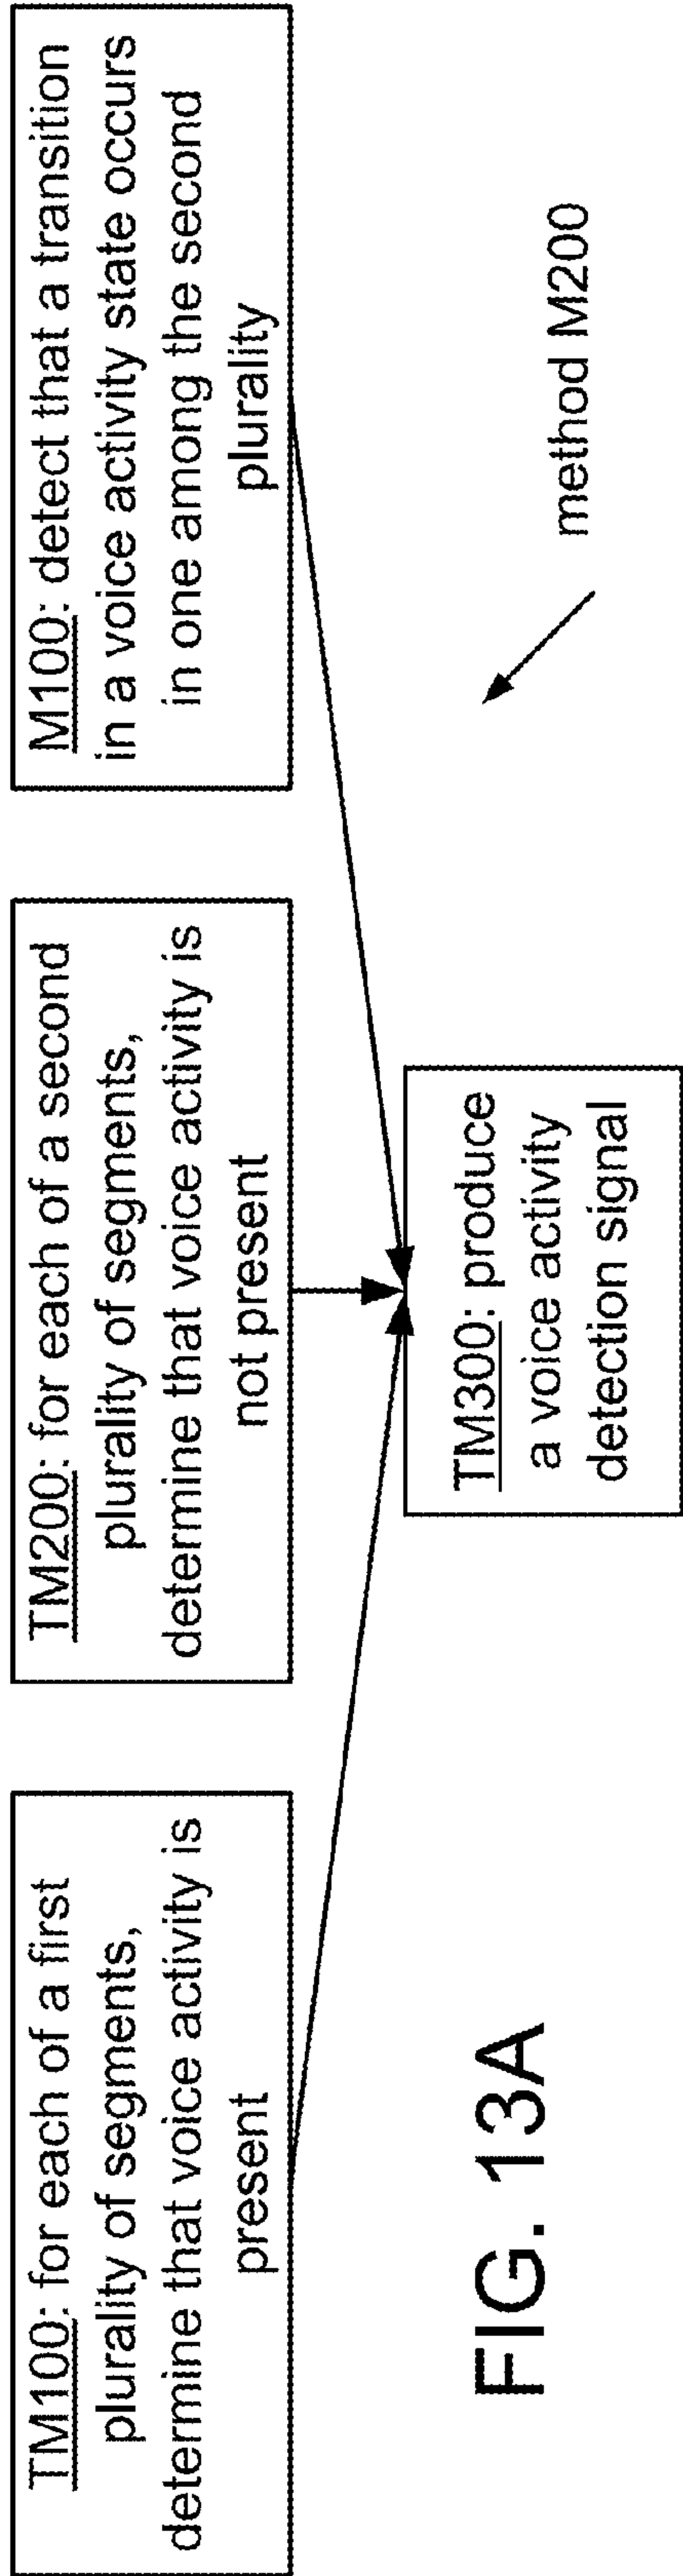 TM100: for each of a first
plurality of segments,
determine that voice activity is
present
TM200: for each of a second
plurality of segments,
determine that voice activity is
not present
M100: detect that a transition
in a voice activity state occurs
in one among the second
plurality
TM300: produce
a voice activity
detection signal
method M200
FIG. 13A